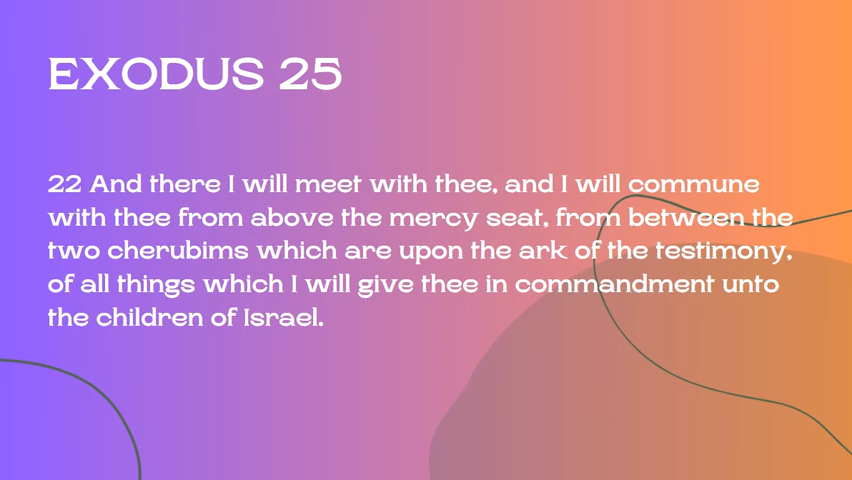 EXODUS 25
22 And there I will meet with thee, and I will commune
with thee from above the mercy seat, from between the
two cherubims which are upon the ark of the testimony,
of all things which I will give thee in commandment unto
the children of Israel.